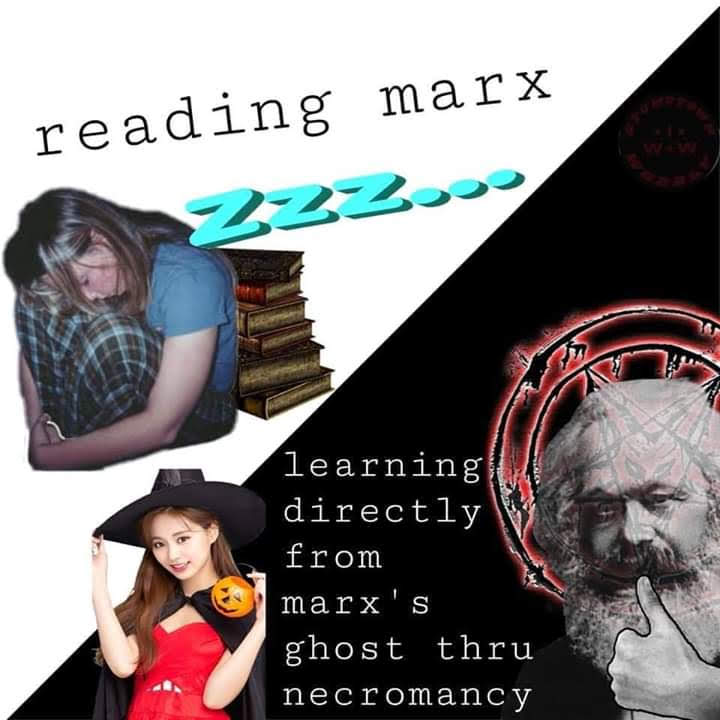 reading marx
zzz...
learning
directly
from
marx's
ghost thru
necromancy